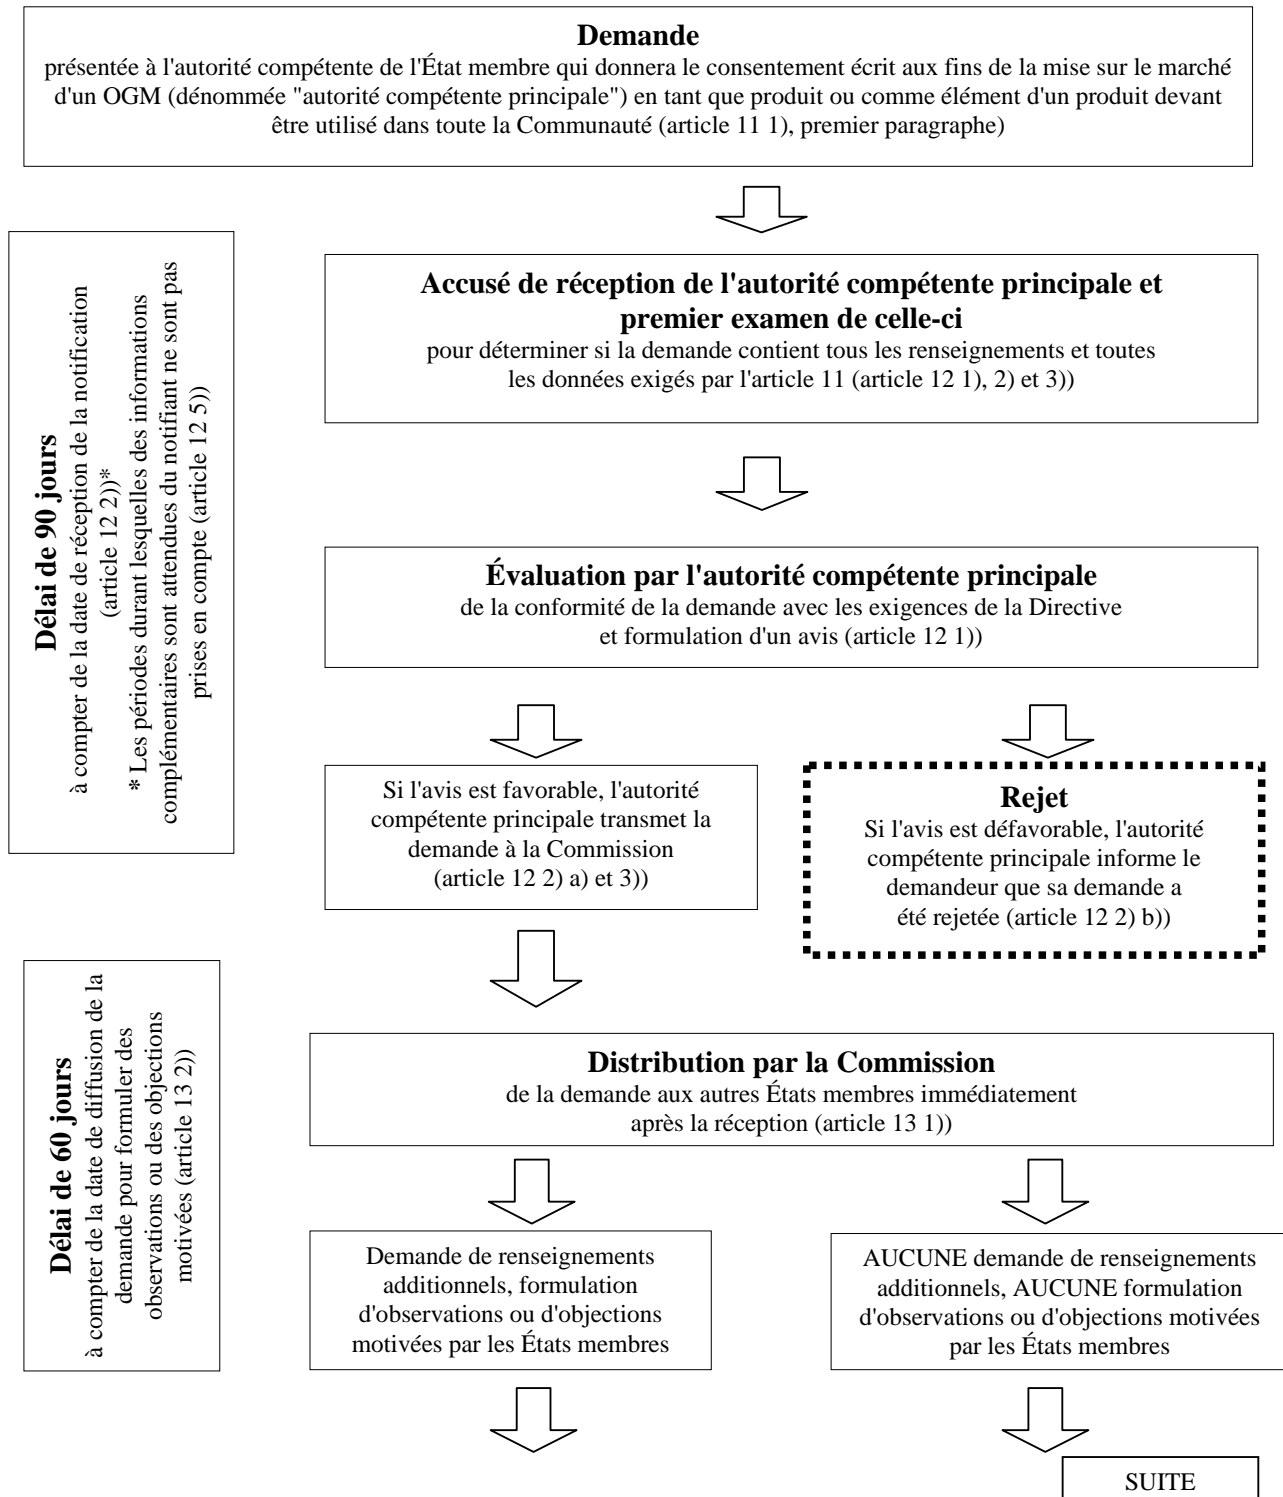 Demande
présentée à l'autorité compétente de l'État membre qui donnera le consentement écrit aux fins de la mise sur le marché
d'un OGM (dénommée "autorité compétente principale") en tant que produit ou comme élément d'un produit devant
être utilisé dans toute la Communauté (article 11 1), premier paragraphe)
Délai de 90 jours
à compter de la date de réception de la notification
(article 12 2))*
* Les périodes durant lesquelles des informations
complémentaires sont attendues du notifiant ne sont pas
prises en compte (article 12 5))
Accusé de réception de l'autorité compétente principale et
premier examen de celle-ci
pour déterminer si la demande contient tous les renseignements et toutes
les données exigés par l'article 11 (article 12 1), 2) et 3))
Évaluation par l'autorité compétente principale
de la conformité de la demande avec les exigences de la Directive
et formulation d'un avis (article 12 1))
Si l'avis est favorable, l'autorité
compétente principale transmet la
demande à la Commission
(article 12 2) a) et 3))
Rejet
Si l'avis est défavorable, l'autorité
compétente principale informe le
demandeur que sa demande a
été rejetée (article 12 2) b))
Délai de 60 jours
à compter de la date de diffusion de la
demande pour formuler des
observations ou des objections
motivées (article 13 2))
Distribution par la Commission
de la demande aux autres États membres immédiatement
après la réception (article 13 1))
Demande de renseignements
additionnels, formulation
d'observations ou d'objections
motivées par les États membres
AUCUNE demande de renseignements
additionnels, AUCUNE formulation
d'observations ou d'objections motivées
par les États membres
SUITE